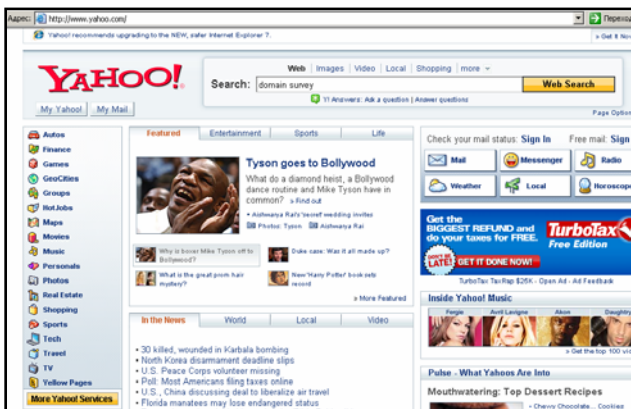 Адрес: http://www.yahoo.com/ Переход
Yahoo! recommends upgrading to the NEW, safer Internet Explorer 7. » Get It Now
YAHOO!
Web | Images | Video | Local | Shopping | more
Search: domain survey Web Search
Y! Answers: Ask a question | Answer questions
My Yahoo! My Mail
Page Option
Autos
Finance
Games
GeoCities
Groups
HotJobs
Maps
Movies
Music
Personals
Photos
Real Estate
Shopping
Sports
Tech
Travel
TV
Yellow Pages
More Yahoo! Services
Featured Entertainment Sports Life
Tyson goes to Bollywood
What do a diamond heist, a Bollywood
dance routine and Mike Tyson have in
common? » Find out
• Aishwarya Rai's 'secret' wedding invites
Photos: Tyson Aishwarya Rai
Why is boxer Mike Tyson off to
Bollywood?
Duke case: Was it all made up?
What is the great prom hair
mystery?
New 'Harry Potter' book sets
record
» More Featured
In the News World Local Video
• 30 killed, wounded in Karbala bombing
• North Korea disarmament deadline slips
• U.S. Peace Corps volunteer missing
• Poll: Most Americans filing taxes online
• U.S., China discussing deal to liberalize air travel
• Florida manatees may lose endangered status
Check your mail status: Sign In Free mail: Sign
Mail Messenger Radio
Weather Local Horoscope
Get the
BIGGEST REFUND and
do your taxes for FREE.
DON'T BE
LATE! GET IT DONE NOW!
TurboTax
Free Edition
TurboTax TaxRap $25K - Open Ad - Ad Feedback
Inside Yahoo! Music
Fergie Avril Lavigne Akon Daughtry
» Get the top 100 vid
Pulse - What Yahoos Are Into
Mouthwatering: Top Dessert Recipes
• Chewy Chocolate... Cookies